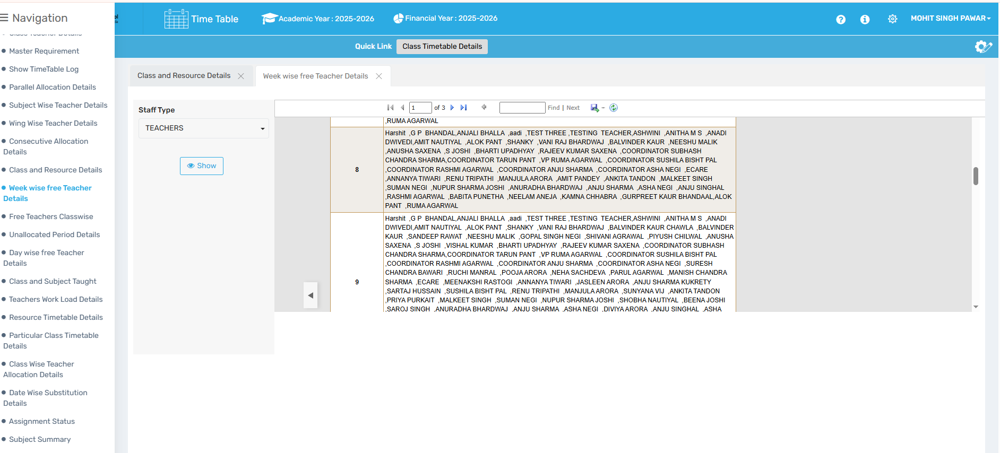 Navigation
Class Teacher Details
Master Requirement
Show TimeTable Log
Parallel Allocation Details
Subject Wise Teacher Details
Wing Wise Teacher Details
Consecutive Allocation
Details
Class and Resource Details
Week wise free Teacher
Details
Free Teachers Classwise
Unallocated Period Details
Day wise free Teacher
Details
Class and Subject Taught
Teachers Work Load Details
Resource Timetable Details
Particular Class Timetable
Details
Class Wise Teacher
Allocation Details
Date Wise Substitution
Details
Assignment Status
Subject Summary
Time Table
Academic Year : 2025-2026
Financial Year : 2025-2026
MOHIT SINGH PAWAR
Quick Link Class Timetable Details
Class and Resource Details
Week wise free Teacher Details
Staff Type
TEACHERS
Show
1 of 3 Find | Next
,RUMA AGARWAL
8
Harshit ,G P BHANDAL,ANJALI BHALLA ,aadi ,TEST THREE ,TESTING TEACHER,ASHWINI ,ANITHA M S ,ANADI
DWIVEDI,AMIT NAUTIYAL ,ALOK PANT ,SHANKY ,VANI RAJ BHARDWAJ ,BALVINDER KAUR ,NEESHU MALIK
,ANUSHA SAXENA ,S JOSHI ,BHARTI UPADHYAY ,RAJEEV KUMAR SAXENA ,COORDINATOR SUBHASH
CHANDRA SHARMA,COORDINATOR TARUN PANT ,VP RUMA AGARWAL ,COORDINATOR SUSHILA BISHT PAL
,COORDINATOR RASHMI AGARWAL ,COORDINATOR ANJU SHARMA ,COORDINATOR ASHA NEGI ,ECARE
,ANNANYA TIWARI ,RENU TRIPATHI ,MANJULA ARORA ,AMIT PANDEY ,ANKITA TANDON ,MALKEET SINGH
,SUMAN NEGI ,NUPUR SHARMA JOSHI ,ANURADHA BHARDWAJ ,ANJU SHARMA ,ASHA NEGI ,ANJU SINGHAL
,RASHMI AGARWAL ,BABITA PUNETHA ,NEELAM ANEJA ,KAMNA CHHABRA ,GURPREET KAUR BHANDAAL,ALOK
PANT ,RUMA AGARWAL
9
Harshit ,G P BHANDAL,ANJALI BHALLA ,aadi ,TEST THREE ,TESTING TEACHER,ASHWINI ,ANITHA M S ,ANADI
DWIVEDI,AMIT NAUTIYAL ,ALOK PANT ,SHANKY ,VANI RAJ BHARDWAJ ,BALVINDER KAUR CHAWLA ,BALVINDER
KAUR ,SANDEEP RAWAT ,NEESHU MALIK ,GOPAL SINGH NEGI ,SHIVANI AGRAWAL ,PIYUSH CHILWAL ,ANUSHA
SAXENA ,S JOSHI ,VISHAL KUMAR ,BHARTI UPADHYAY ,RAJEEV KUMAR SAXENA ,COORDINATOR SUBHASH
CHANDRA SHARMA,COORDINATOR TARUN PANT ,VP RUMA AGARWAL ,COORDINATOR SUSHILA BISHT PAL
,COORDINATOR RASHMI AGARWAL ,COORDINATOR ANJU SHARMA ,COORDINATOR ASHA NEGI ,SURESH
CHANDRA BAWARI ,RUCHI MANRAL ,POOJA ARORA ,NEHA SACHDEVA ,PARUL AGARWAL ,MANISH CHANDRA
SHARMA ,ECARE ,MEENAKSHI RASTOGI ,ANNANYA TIWARI ,JASLEEN ARORA ,ANJU SHARMA KUKRETY
,SARTAJ HUSSAIN ,SUSHILA BISHT PAL ,RENU TRIPATHI ,MANJULA ARORA ,SUNYANA VIJ ,ANKITA TANDON
,PRIYA PURKAIT ,MALKEET SINGH ,SUMAN NEGI ,NUPUR SHARMA JOSHI ,SHOBHA NAUTIYAL ,BEENA JOSHI
,SAROJ SINGH ,ANURADHA BHARDWAJ ,ANJU SHARMA ,ASHA NEGI ,DIVIYA ARORA ,ANJU SINGHAL ,ASHA